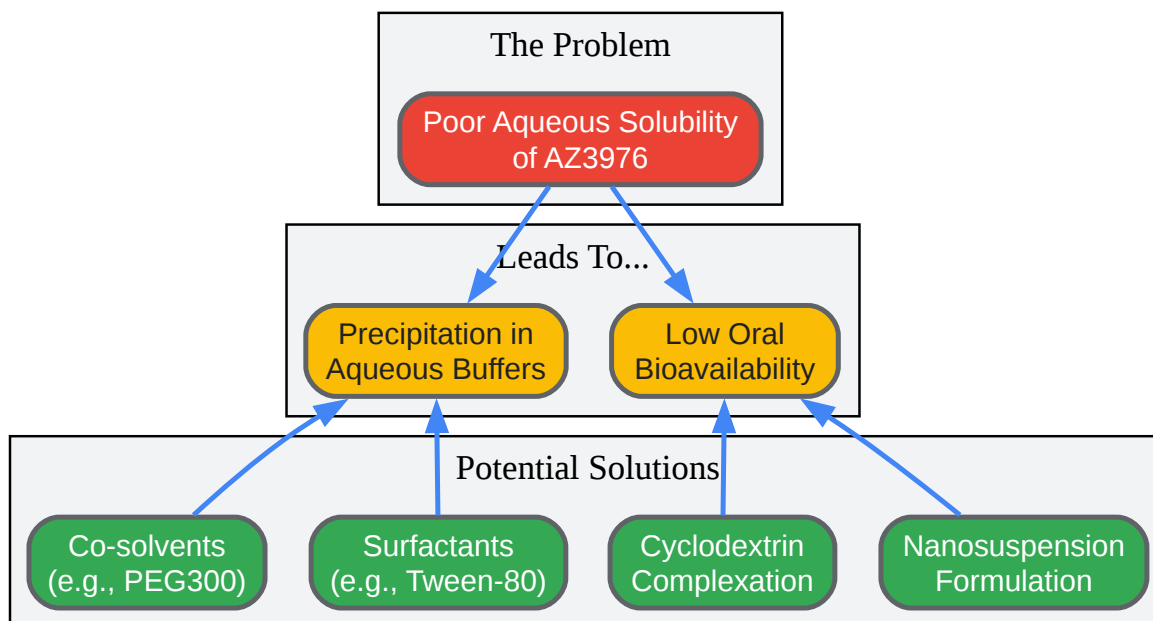 The Problem
Poor Aqueous Solubility
of AZ3976
Leads To...
Precipitation in
Aqueous Buffers
Low Oral
Bioavailability
Potential Solutions
Co-solvents
(e.g., PEG300)
Surfactants
(e.g., Tween-80)
Cyclodextrin
Complexation
Nanosuspension
Formulation